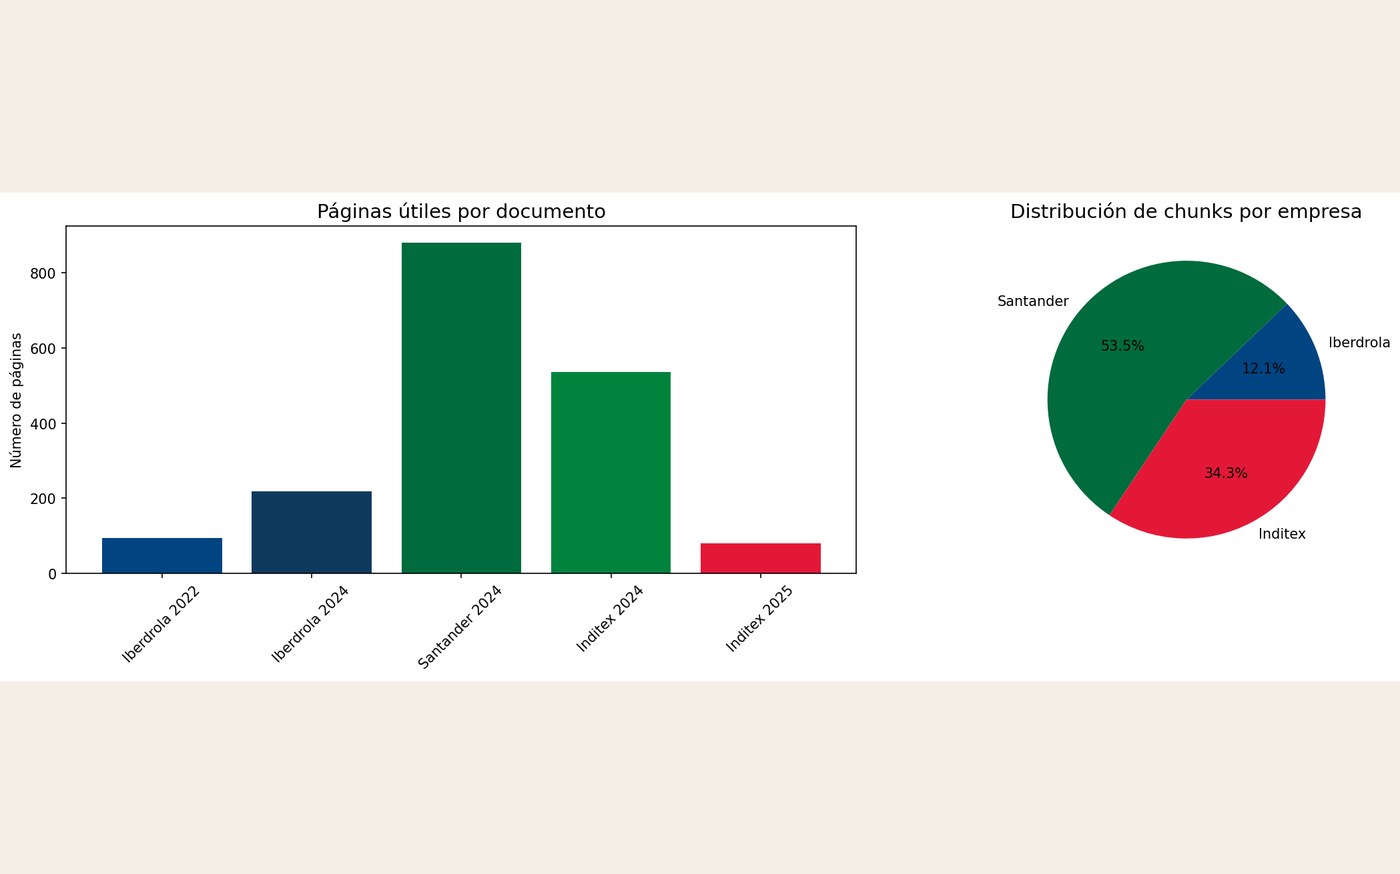 Páginas útiles por documento
Número de páginas
800
600
400
200
0
Iberdrola 2022
Iberdrola 2024
Santander 2024
Inditex 2024
Inditex 2025
Distribución de chunks por empresa
Santander
53.5%
Iberdrola
12.1%
34.3%
Inditex